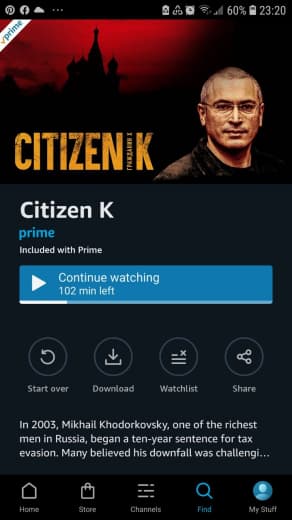 60% 23:20
prime
CITIZEN K
ГРАЖДАНИН Х
Citizen K
prime
Included with Prime
Continue watching
102 min left
Start over
Download
Watchlist
Share
In 2003, Mikhail Khodorkovsky, one of the richest
men in Russia, began a ten-year sentence for tax
evasion. Many believed his downfall was challengi...
Home
Store
Channels
Find
My Stuff